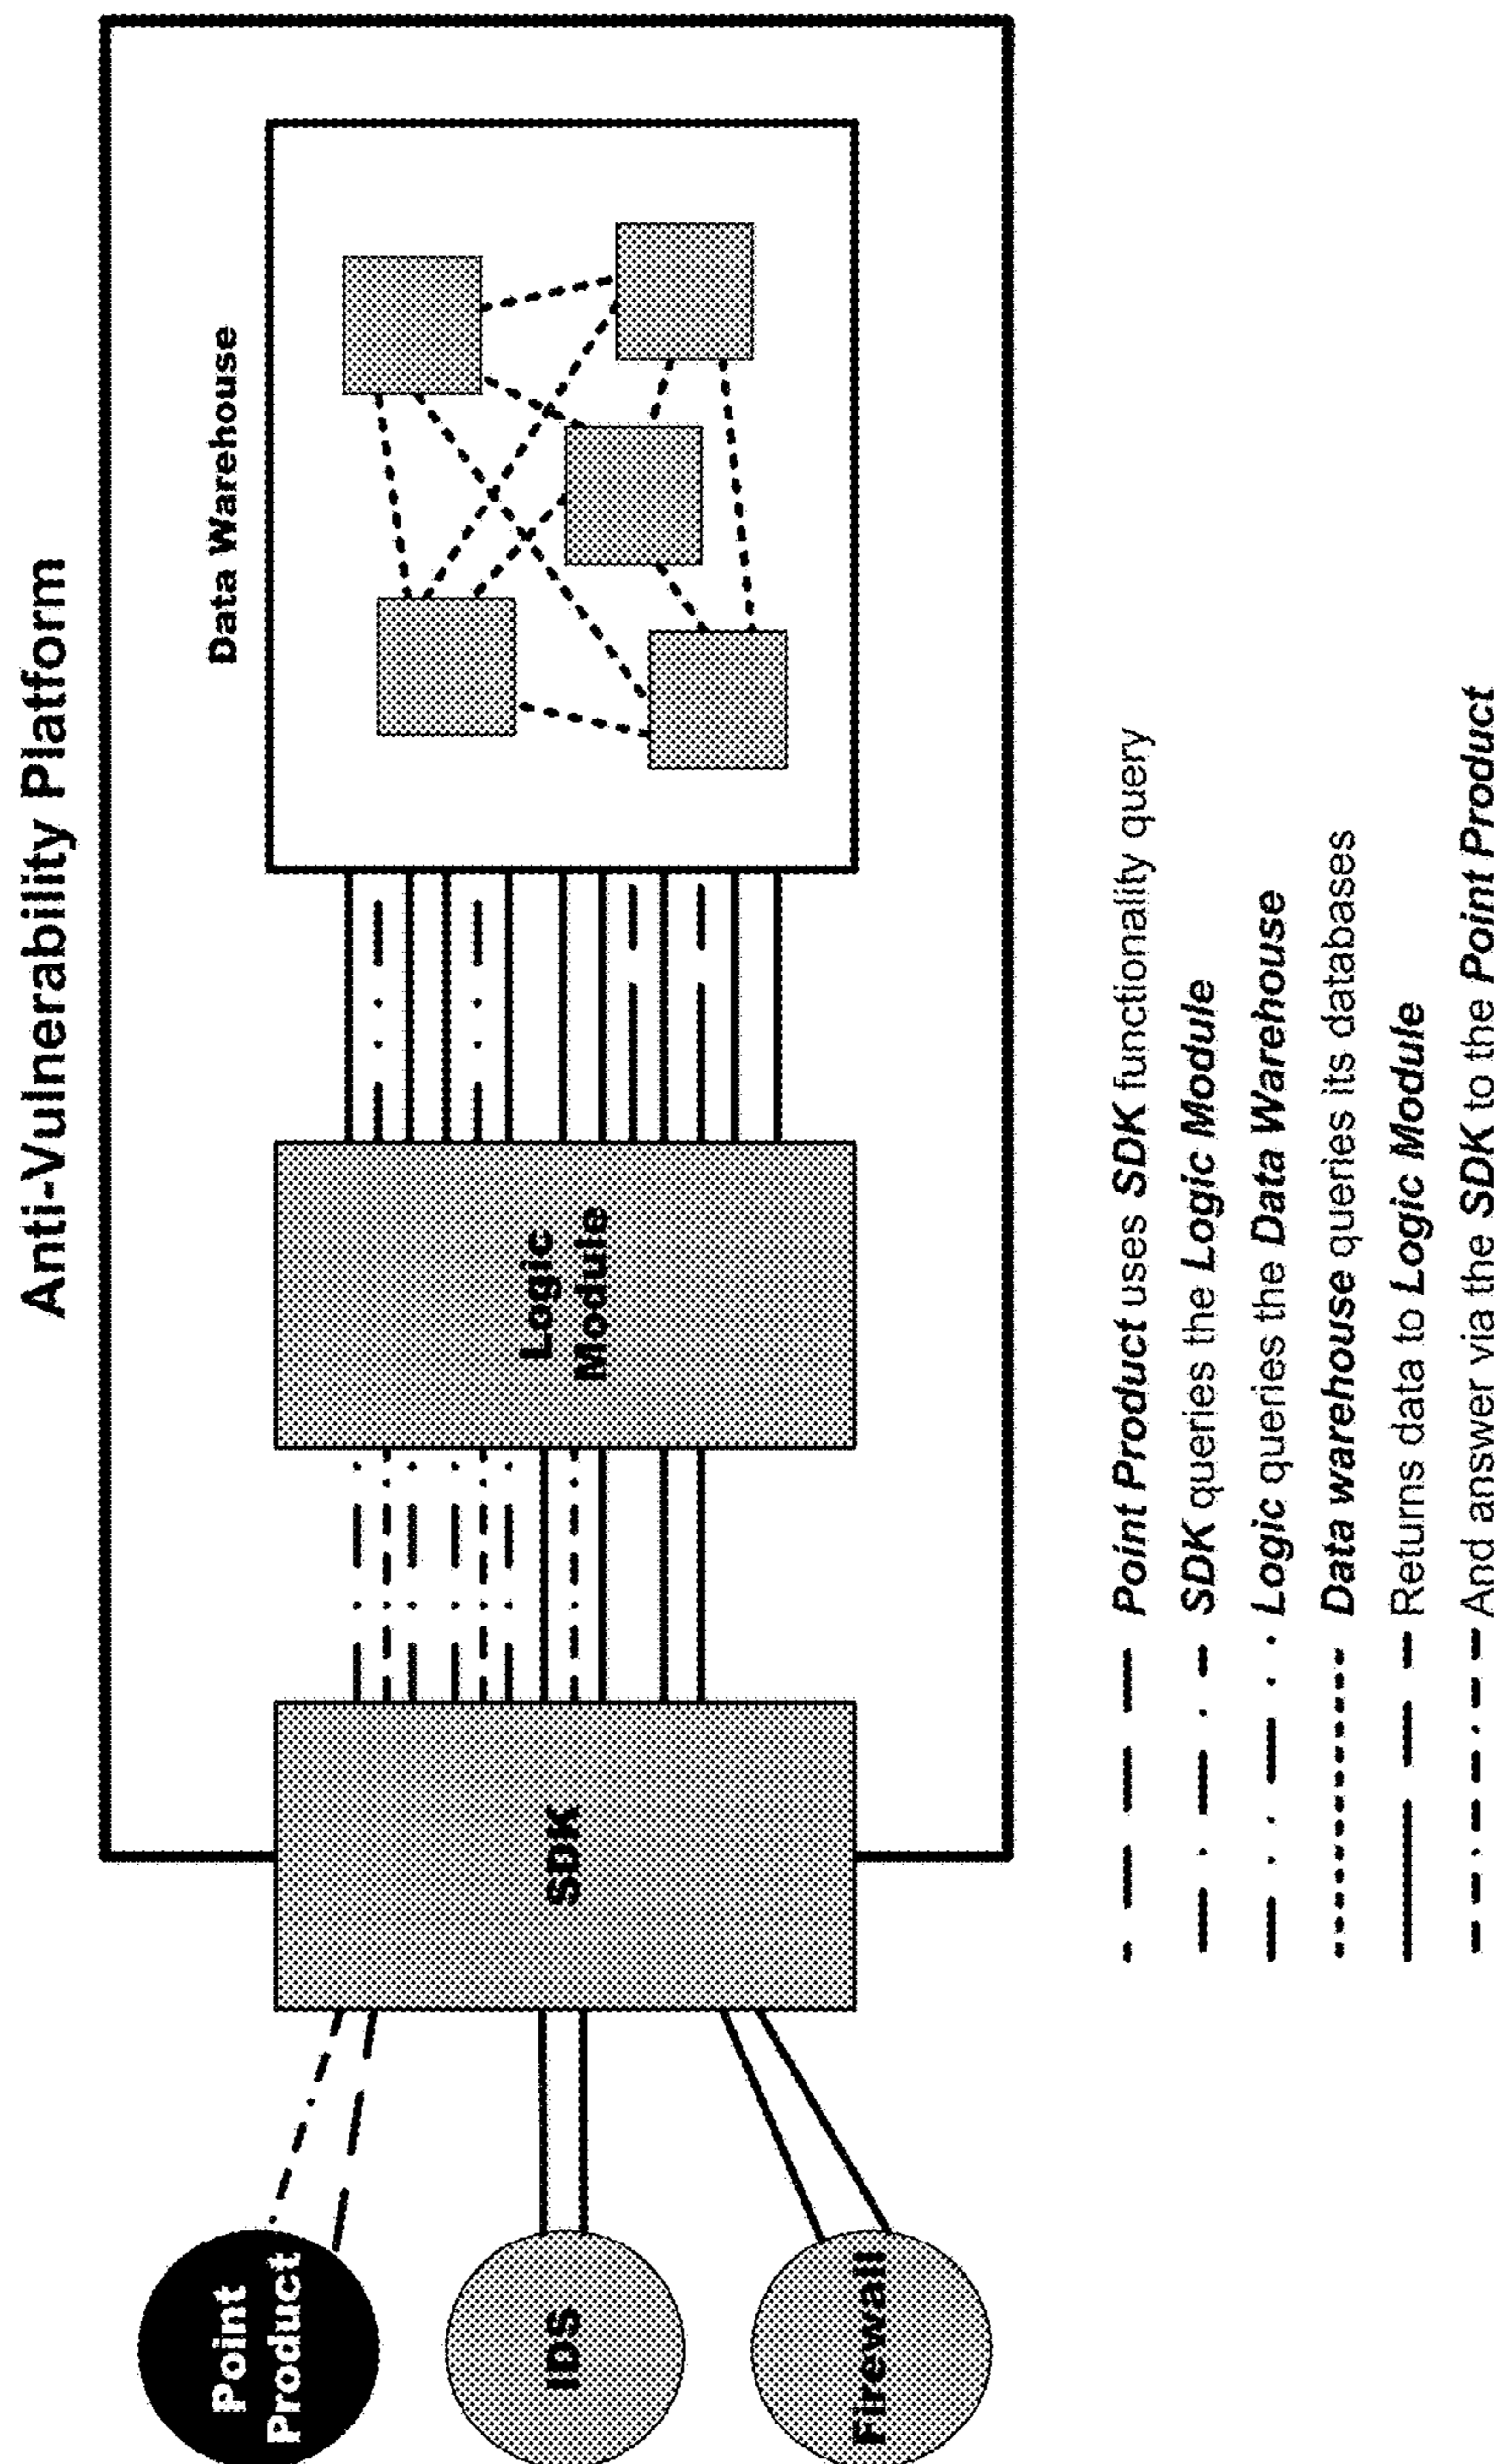 Anti-Vulnerability Platform
Data Warehouse
Point
Product
IDS
Firewall
SDK
Logic
Module
Point Product uses SDK functionality query
SDK queries the Logic Module
Logic queries the Data Warehouse
Data warehouse queries its databases
Returns data to Logic Module
And answer via the SDK to the Point Product